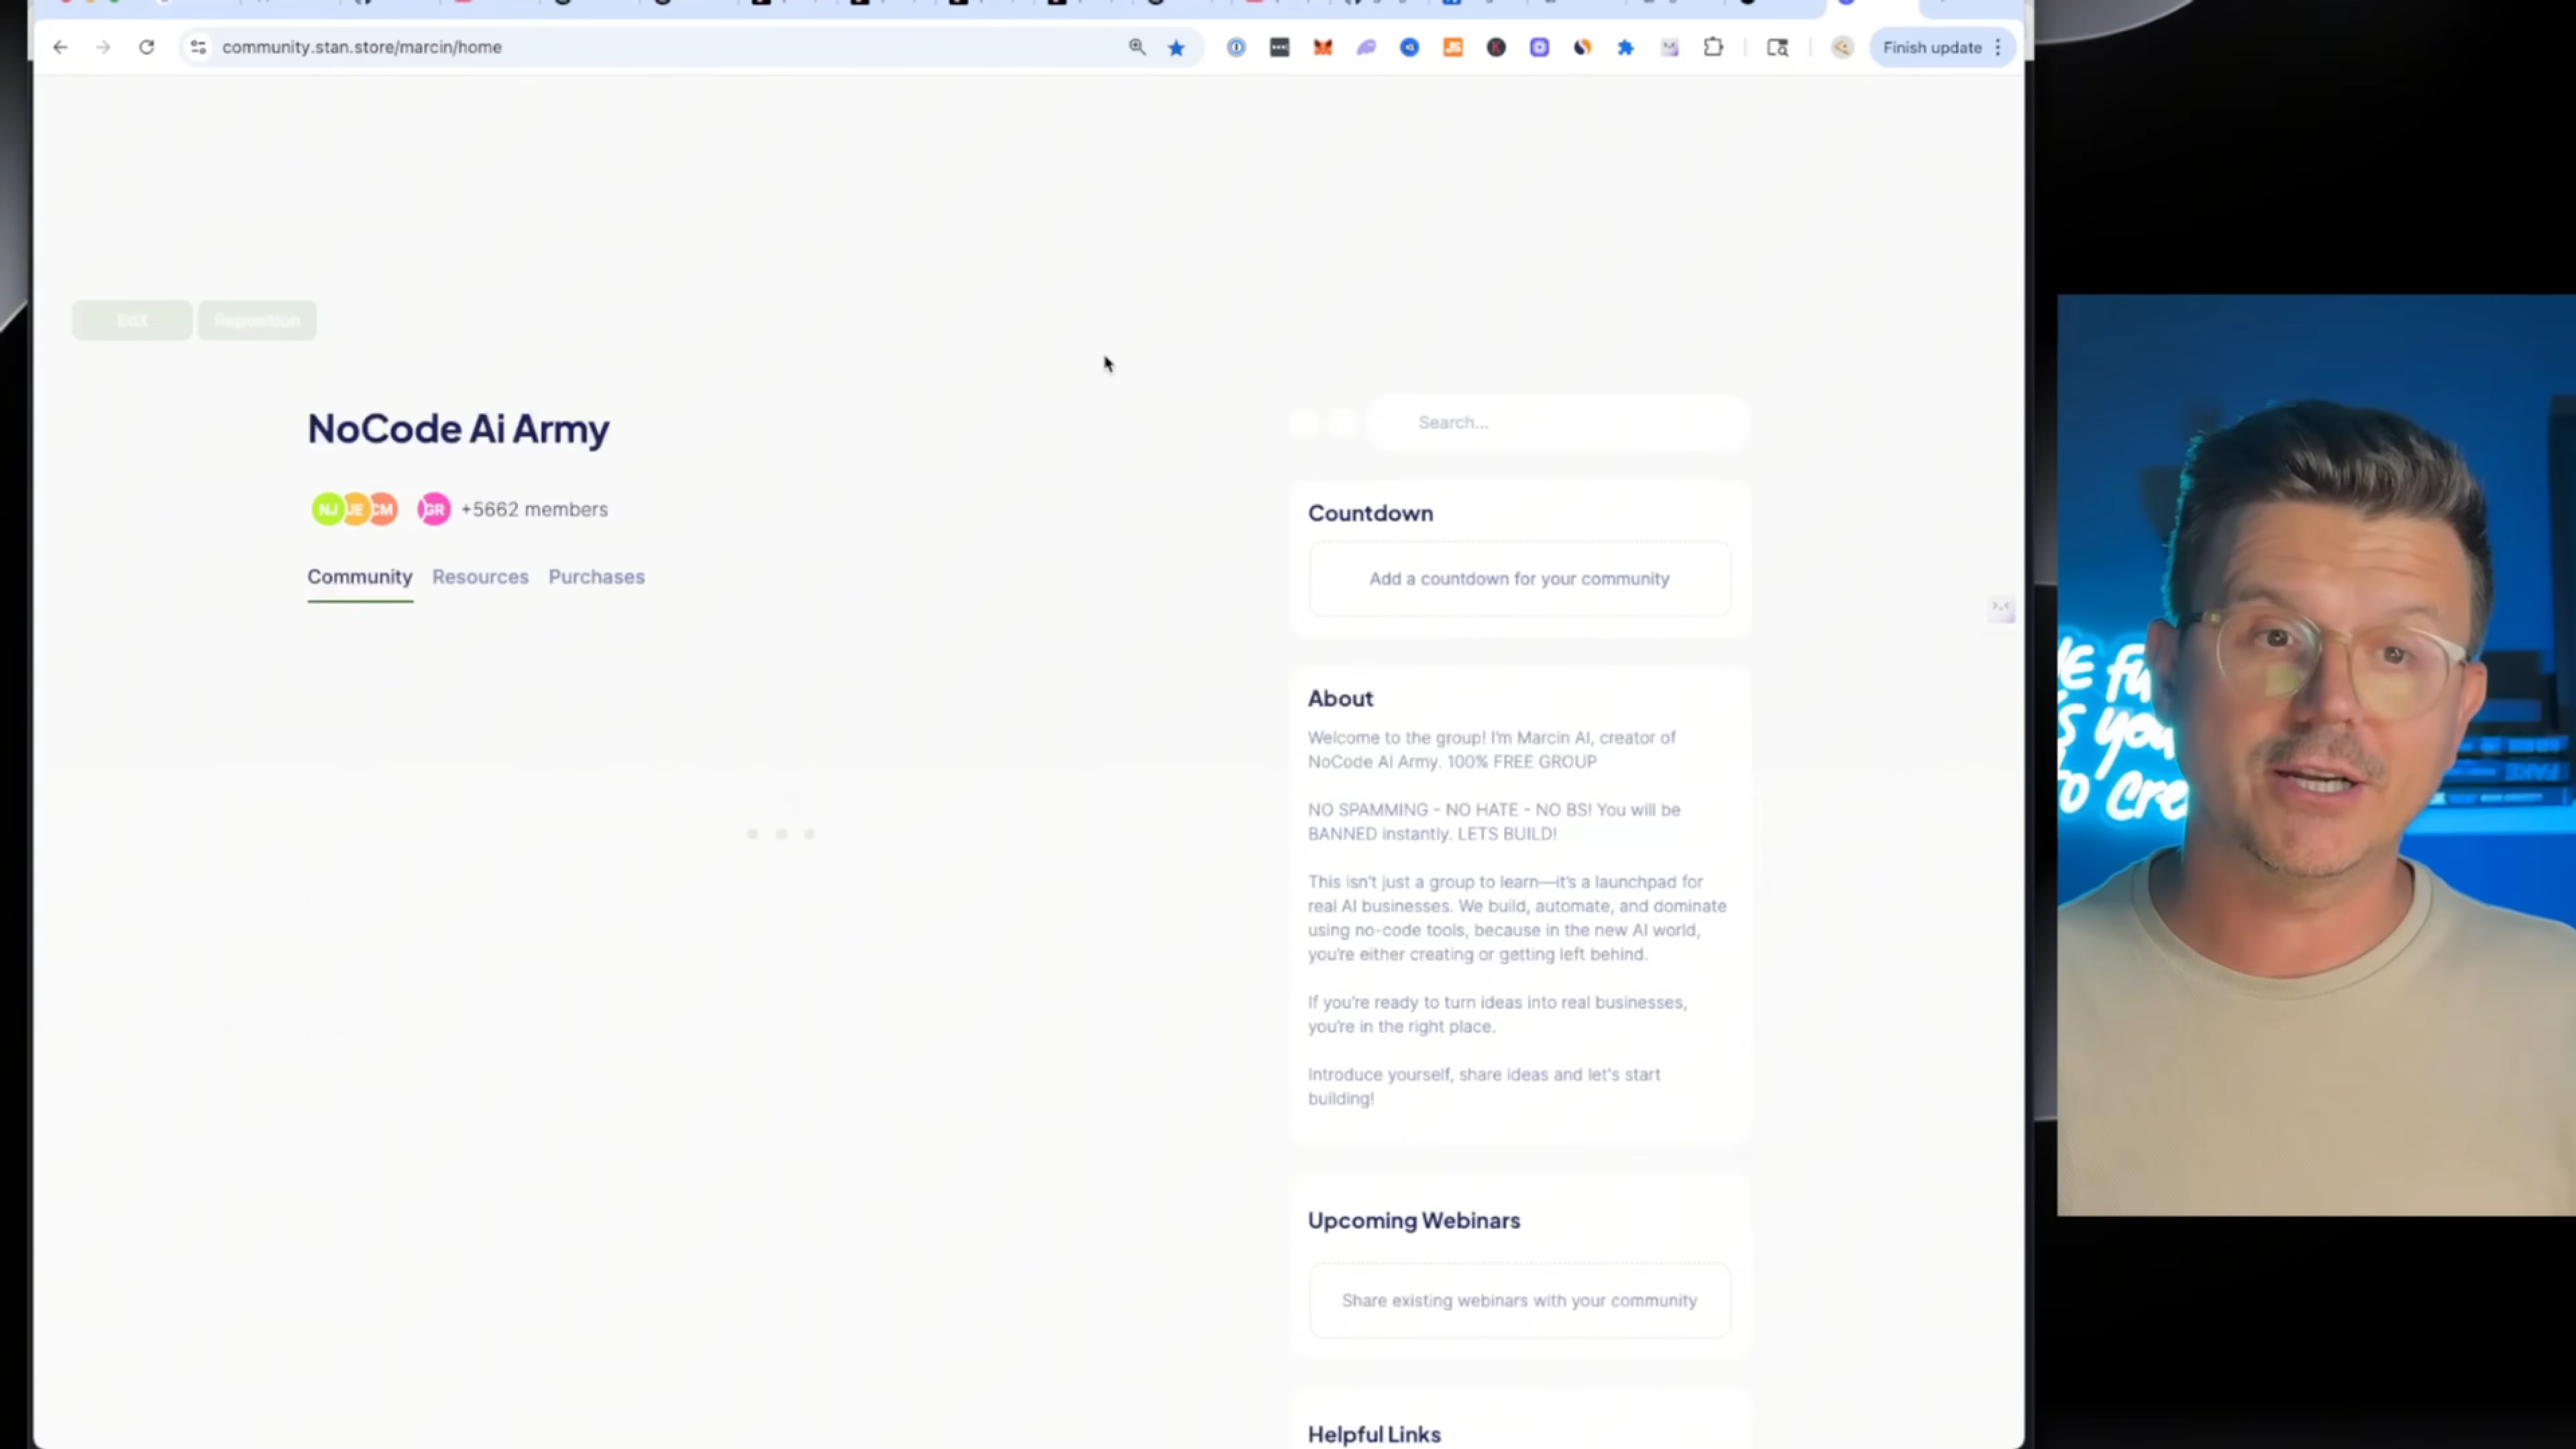 community.stan.store/marcin/home
Finish update
Edit
Reposition
NoCode Ai Army
Search...
NJ
JE
CM
GR
+5662 members
Community
Resources
Purchases
Countdown
Add a countdown for your community
About
Welcome to the group! I'm Marcin AI, creator of
NoCode AI Army. 100% FREE GROUP
NO SPAMMING - NO HATE - NO BS! You will be
BANNED instantly. LETS BUILD!
This isn't just a group to learn—it's a launchpad for
real AI businesses. We build, automate, and dominate
using no-code tools, because in the new AI world,
you're either creating or getting left behind.
If you're ready to turn ideas into real businesses,
you're in the right place.
Introduce yourself, share ideas and let's start
building!
Upcoming Webinars
Share existing webinars with your community
Helpful Links